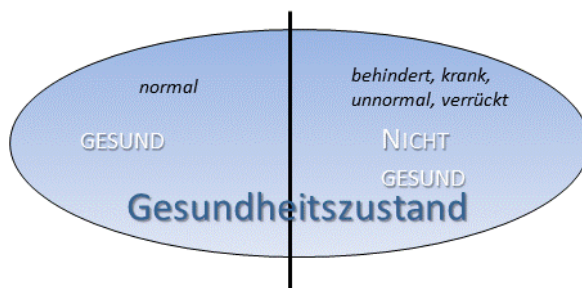 normal
behindert, krank,
unnormal, verrückt
GESUND
NICHT
GESUND
Gesundheitszustand